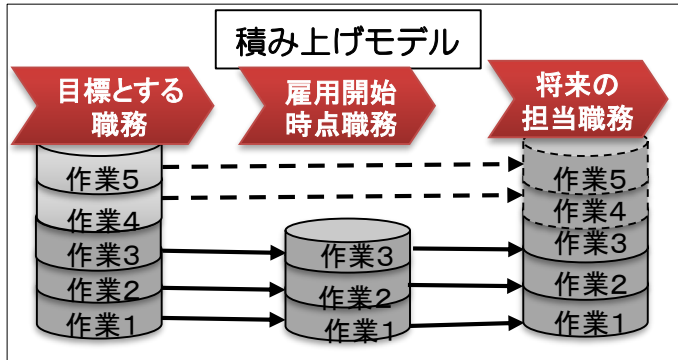 積み上げモデル
目標とする
職務
雇用開始
時点職務
将来の
担当職務
作業5
作業4
作業3
作業2
作業1
作業3
作業2
作業1
作業5
作業4
作業3
作業2
作業1